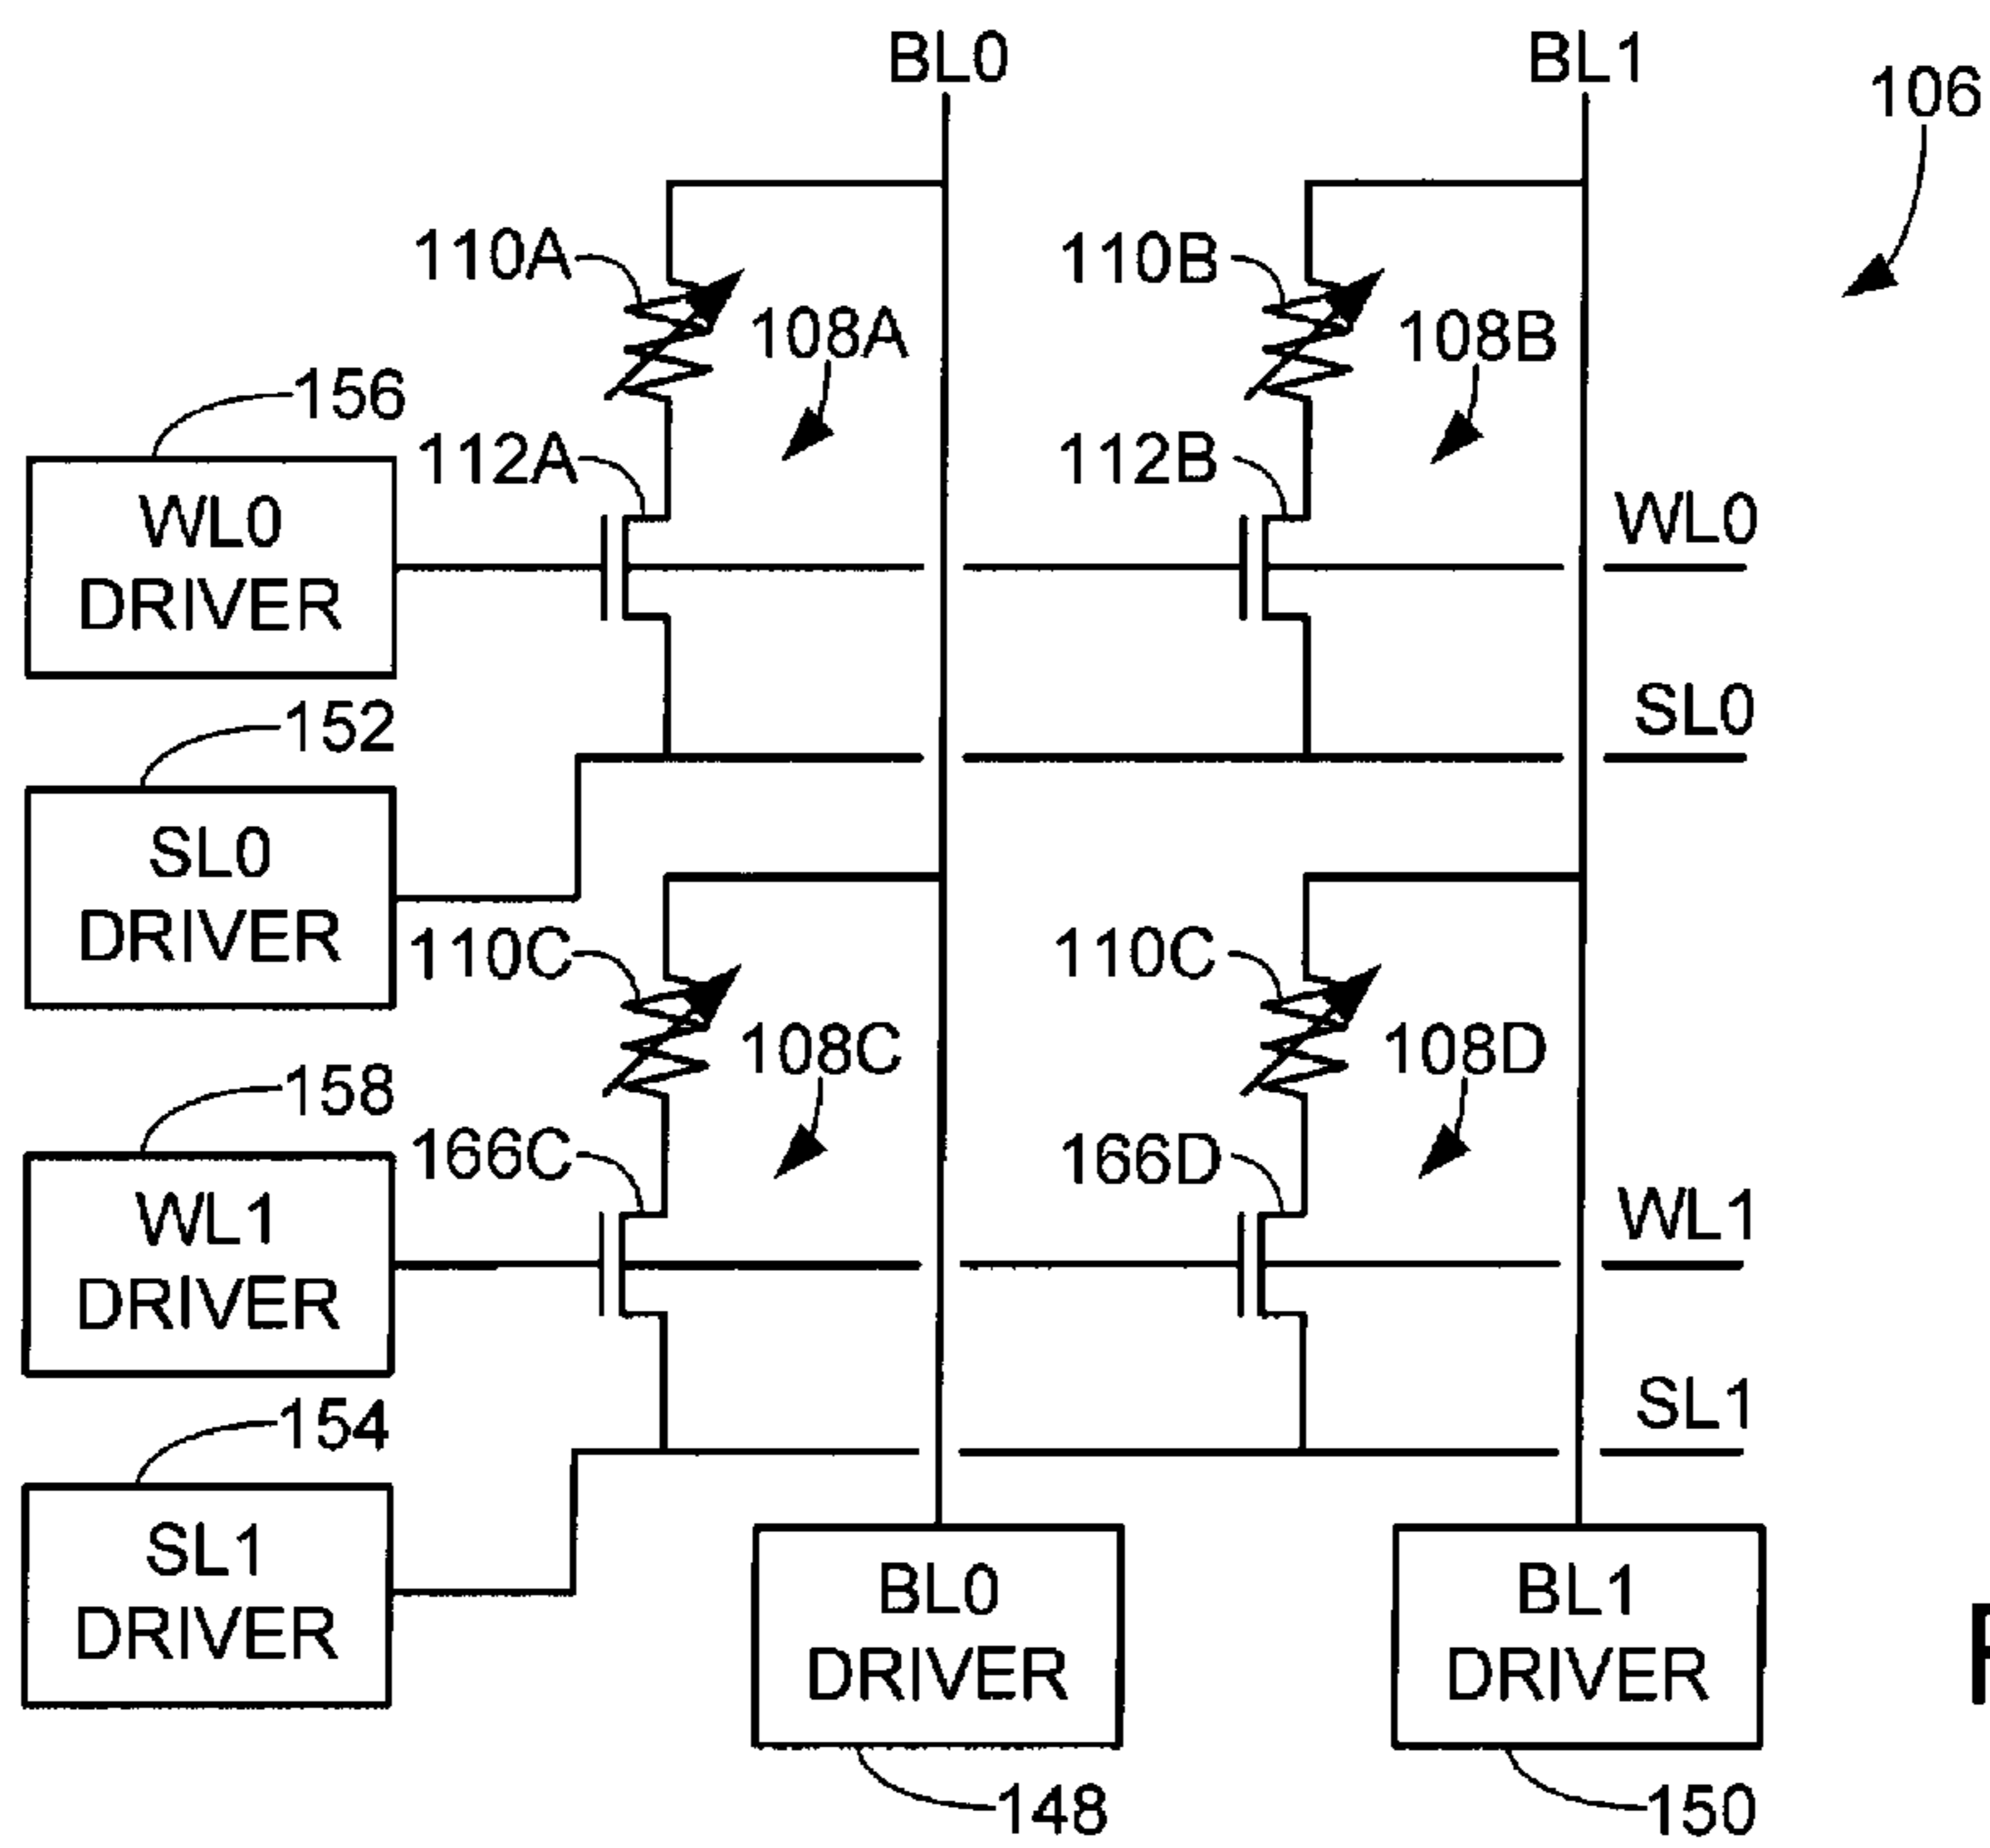 BL0
BL1
106
110A
110B
108A
108B
156
112A
112B
WL0
DRIVER
WL0
SL0
152
SL0
DRIVER
110C
110C
108C
108D
158
166C
166D
WL1
DRIVER
WL1
SL1
154
SL1
DRIVER
BL0
DRIVER
BL1
DRIVER
148
150